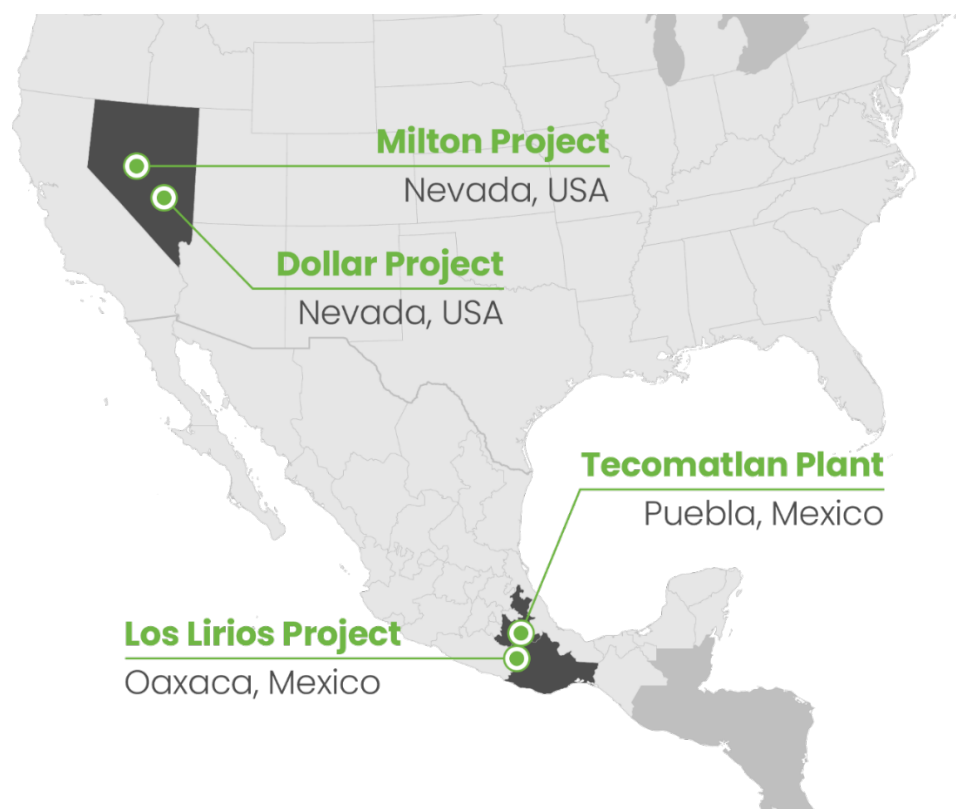 Milton Project
Nevada, USA
Dollar Project
Nevada, USA
Tecomatlan Plant
Puebla, Mexico
Los Lirios Project
Oaxaca, Mexico